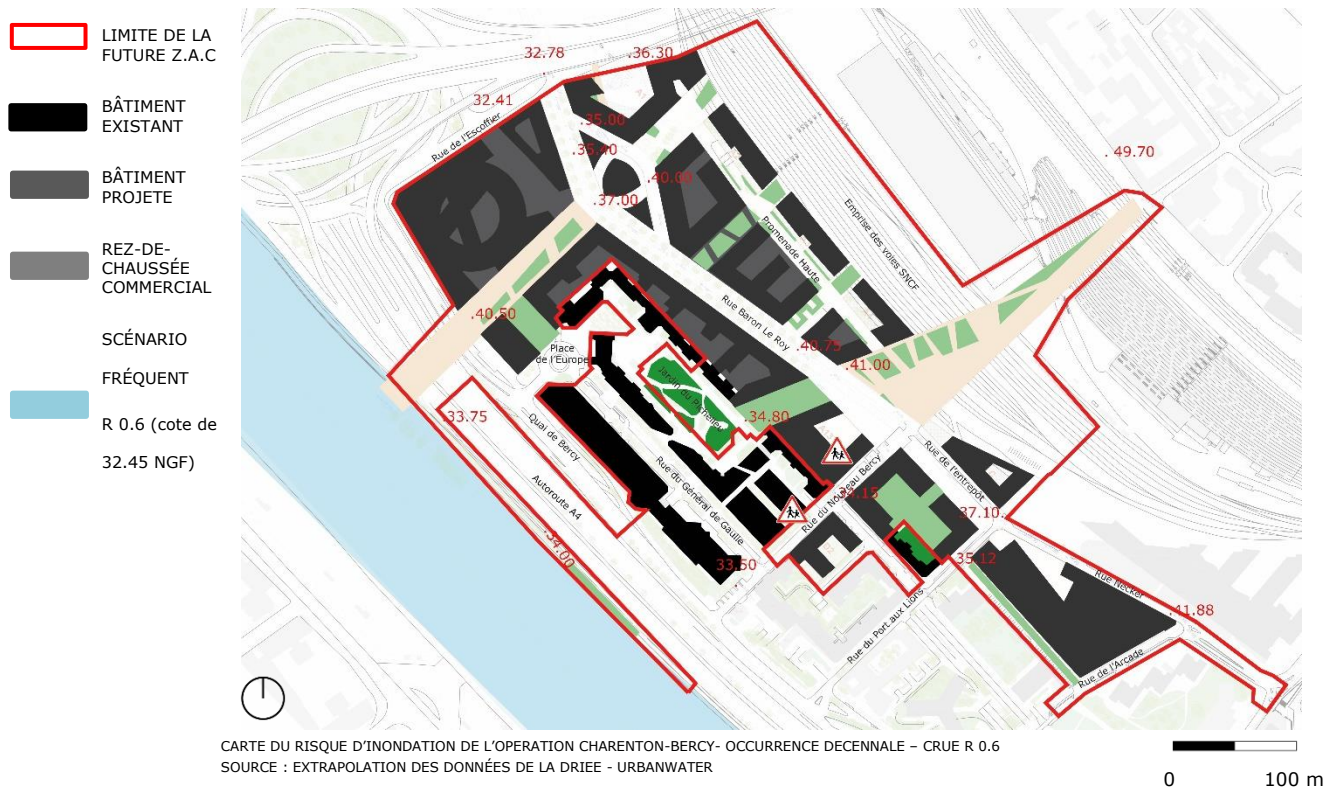 LIMITE DE LA
FUTURE Z.A.C
BÂTIMENT
EXISTANT
BÂTIMENT
PROJETE
REZ-DE-
CHAUSSÉE
COMMERCIAL
SCÉNARIO
FRÉQUENT
R 0.6 (cote de
32.45 NGF)
32.78
.36.30
32.41
Rue de l'Escoffier
.35.00
.35.40
.40.00
.37.00
. 49.70
Promenade Haute
Emprise des voies SNCF
.40.50
Rue Baron Le Roy
Place
de l'Europe
.40.75
.41.00
Jardin du Pichelieu
33.75
.34.80
Quai de Bercy
Autoroute A4
Rue du Général de Gaulle
Rue du Nouveau Bercy
34.15
Rue de l'entrepôt
37.10.
.34.00
33.50
35.12
Rue Necker
.41.88
Rue du Port aux Lions
Rue de l'Arcade
CARTE DU RISQUE D'INONDATION DE L'OPERATION CHARENTON-BERCY- OCCURRENCE DECENNALE – CRUE R 0.6
SOURCE : EXTRAPOLATION DES DONNÉES DE LA DRIEE - URBANWATER
0 100 m